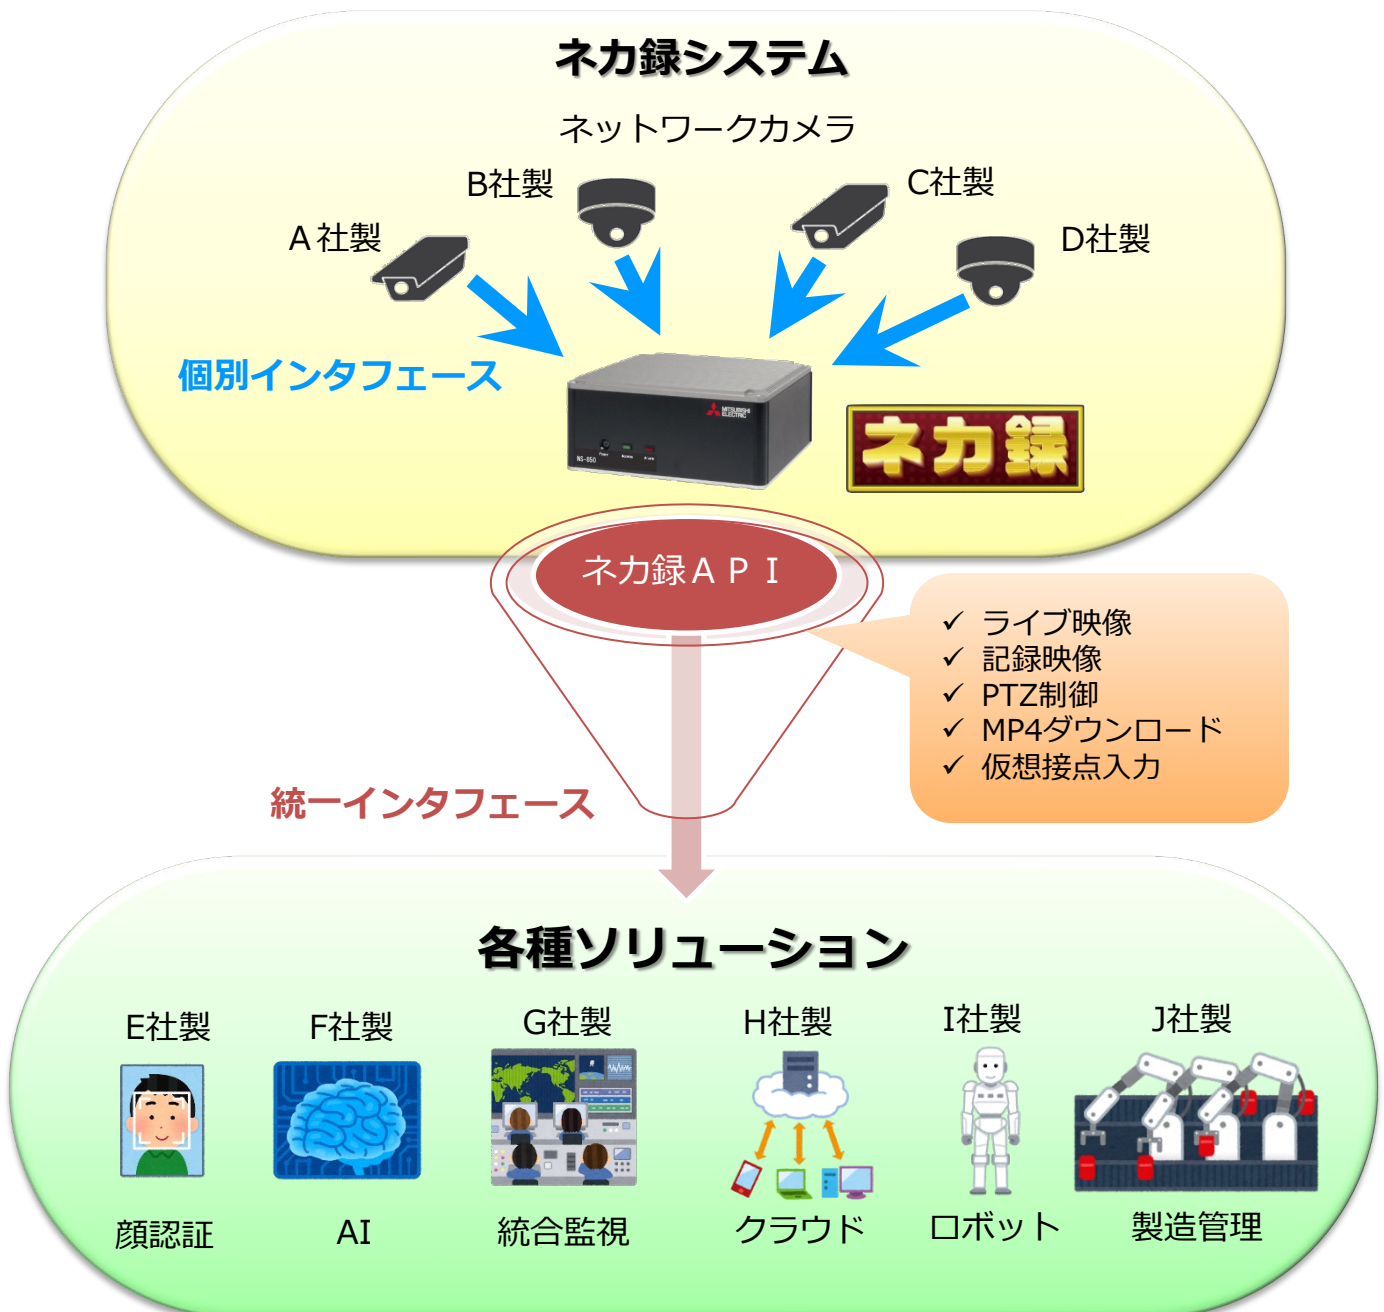 ネカ録システム
ネットワークカメラ
B社製
C社製
A社製
D社製
個別インタフェース
MITSUBISHI
ELECTRIC
NS-850
ネカ録
ネカ録ＡＰＩ
✓ ライブ映像
✓ 記録映像
✓ PTZ制御
✓ MP4ダウンロード
✓ 仮想接点入力
統一インタフェース
各種ソリューション
E社製
F社製
G社製
H社製
I社製
J社製
顔認証
AI
統合監視
クラウド
ロボット
製造管理